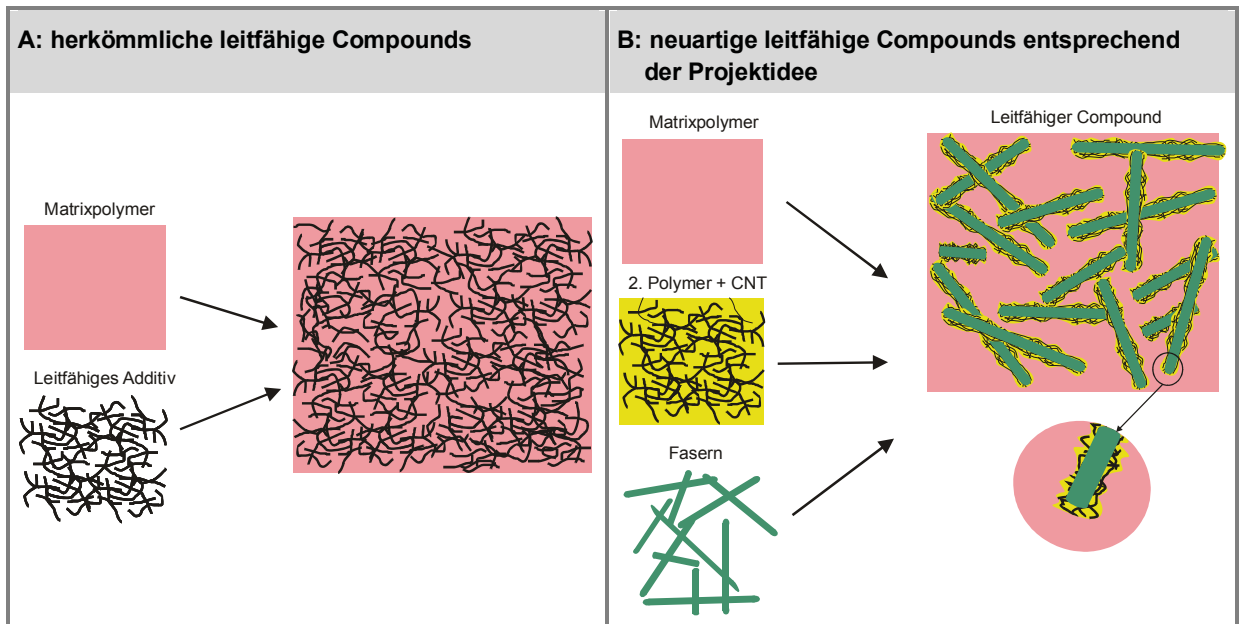 A: herkömmliche leitfähige Compounds
Matrixpolymer
Leitfähiges Additiv
B: neuartige leitfähige Compounds entsprechend
der Projektidee
Matrixpolymer
2. Polymer + CNT
Fasern
Leitfähiger Compound